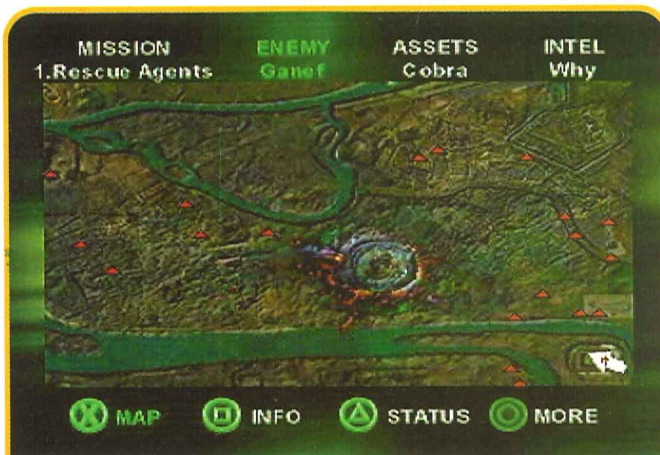 MISSION ENEMY ASSETS INTEL
1.Rescue Agents Ganef Cobra Why
MAP INFO STATUS MORE